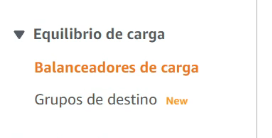 Equilibrio de carga
Balanceadores de carga
Grupos de destino New